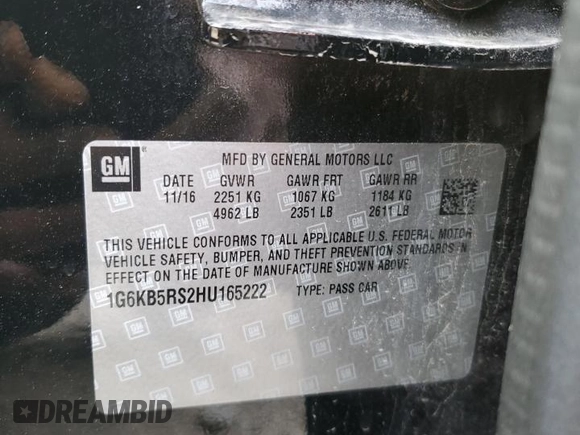 GM
MFD BY GENERAL MOTORS LLC
DATE GVWR GAWR FRT GAWR RR
11/16 2251 KG 1067 KG 1184 KG
4962 LB 2351 LB 2611 LB
THIS VEHICLE CONFORMS TO ALL APPLICABLE U.S. FEDERAL MOTOR
VEHICLE SAFETY, BUMPER, AND THEFT PREVENTION STANDARDS IN
EFFECT ON THE DATE OF MANUFACTURE SHOWN ABOVE.
1G6KB5RS2HU165222 TYPE: PASS CAR
DREAMBID